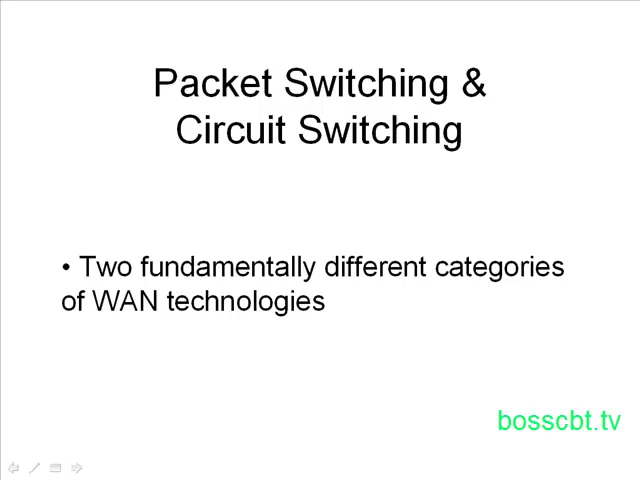 Packet Switching &
Circuit Switching
• Two fundamentally different categories
of WAN technologies
bosscbt.tv